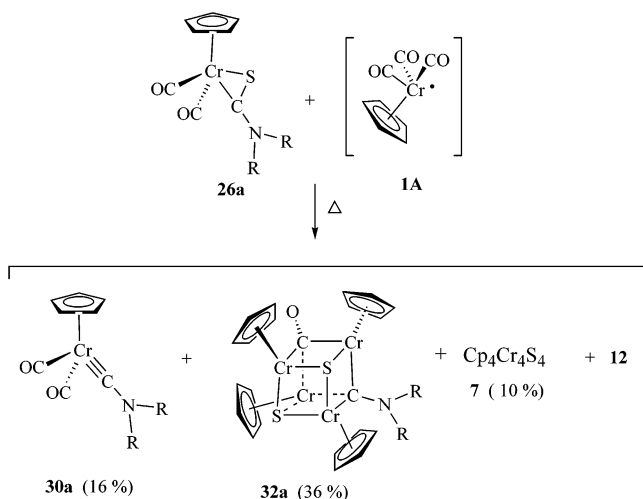 Cr
S
OC
OC
C
N
R
R
26a
+
OC
CO
CO
Cr
•
1A
△
Cr
OC
OC
C
N
R
R
30a (16 %)
+
O
C
Cr
Cr
S
Cr
C
N
R
R
S
Cr
32a (36 %)
+ Cp4Cr4S4 + 12
7 ( 10 %)